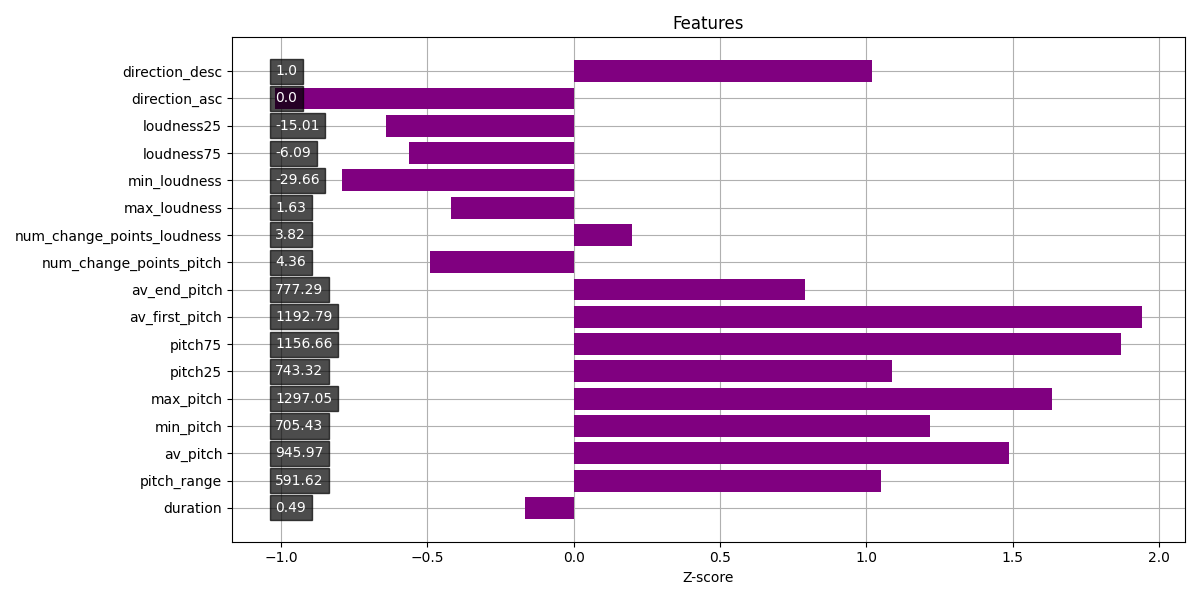 Features
direction_desc 1.0
direction_asc 0.0
loudness25 -15.01
loudness75 -6.09
min_loudness -29.66
max_loudness 1.63
num_change_points_loudness 3.82
num_change_points_pitch 4.36
av_end_pitch 777.29
av_first_pitch 1192.79
pitch75 1156.66
pitch25 743.32
max_pitch 1297.05
min_pitch 705.43
av_pitch 945.97
pitch_range 591.62
duration 0.49
−1.0 −0.5 0.0 0.5 1.0 1.5 2.0
Z-score